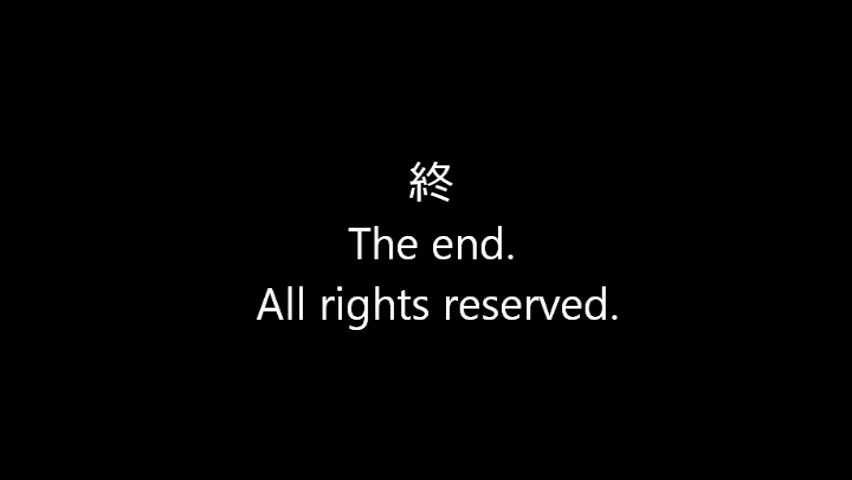 終
The end.
All rights reserved.